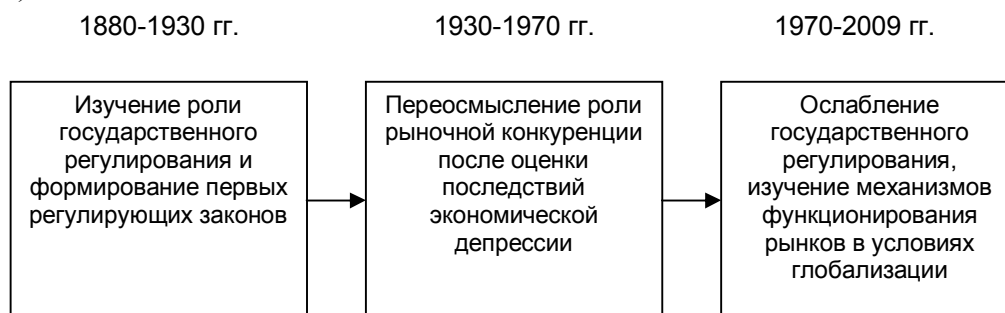 1880-1930 гг.
1930-1970 гг.
1970-2009 гг.
Изучение роли
государственного
регулирования и
формирование первых
регулирующих законов
Переосмысление роли
рыночной конкуренции
после оценки
последствий
экономической
депрессии
Ослабление
государственного
регулирования,
изучение механизмов
функционирования
рынков в условиях
глобализации